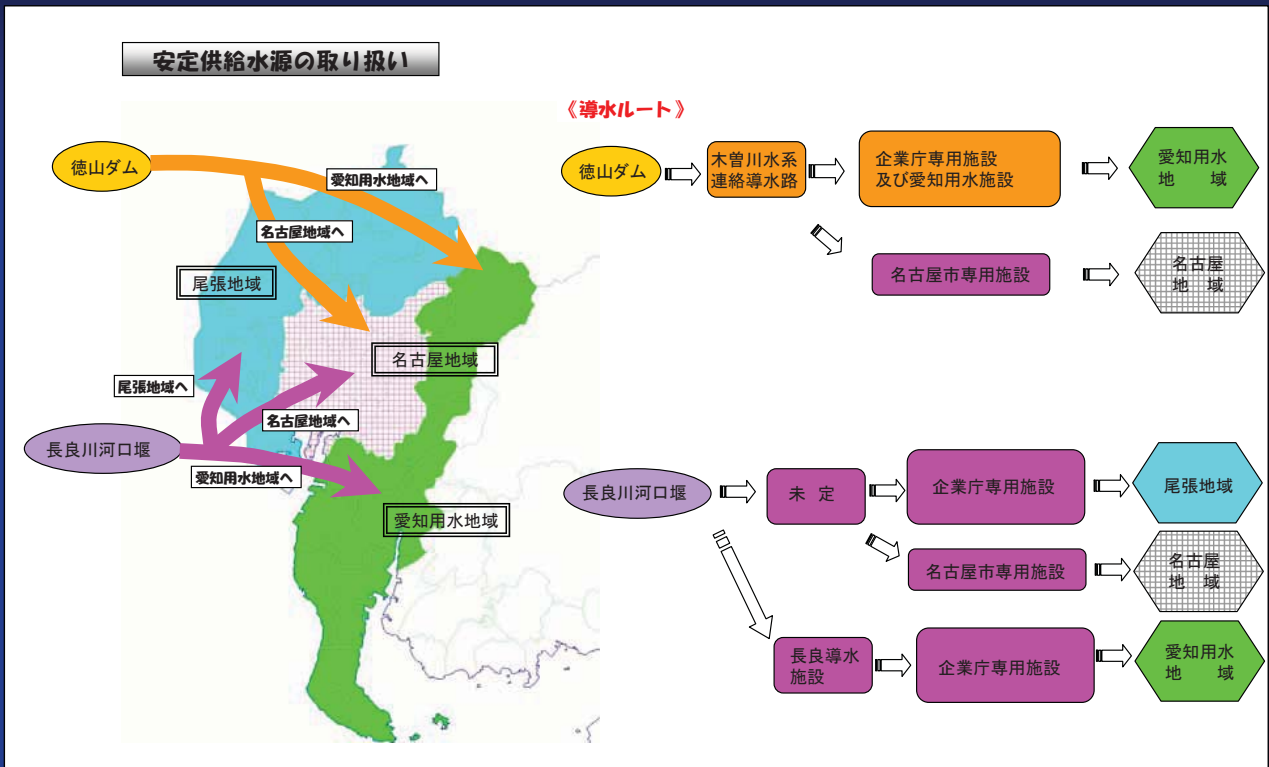 安定供給水源の取り扱い
徳山ダム
愛知用水地域へ
名古屋地域へ
尾張地域
名古屋地域
尾張地域へ
名古屋地域へ
長良川河口堰
愛知用水地域へ
愛知用水地域
《導水ルート》
徳山ダム
木曽川水系
連絡導水路
企業庁専用施設
及び愛知用水施設
愛知用水
地　域
名古屋市専用施設
名古屋
地　域
長良川河口堰
未 定
企業庁専用施設
尾張地域
名古屋市専用施設
名古屋
地　域
長良導水
施設
企業庁専用施設
愛知用水
地　域